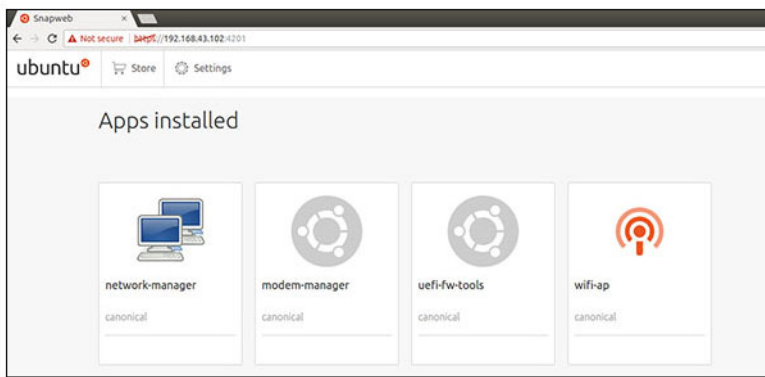 Snapweb ×
Not secure | https://192.168.43.102:4201
ubuntu Store Settings
Apps installed
network-manager modem-manager uefi-fw-tools wifi-ap
canonical canonical canonical canonical